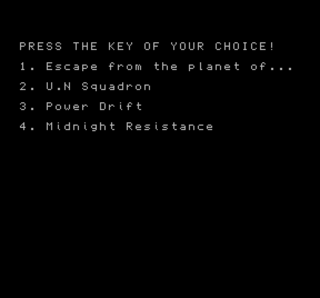 PRESS THE KEY OF YOUR CHOICE!
1. Escape from the planet of...
2. U.N Squadron
3. Power Drift
4. Midnight Resistance